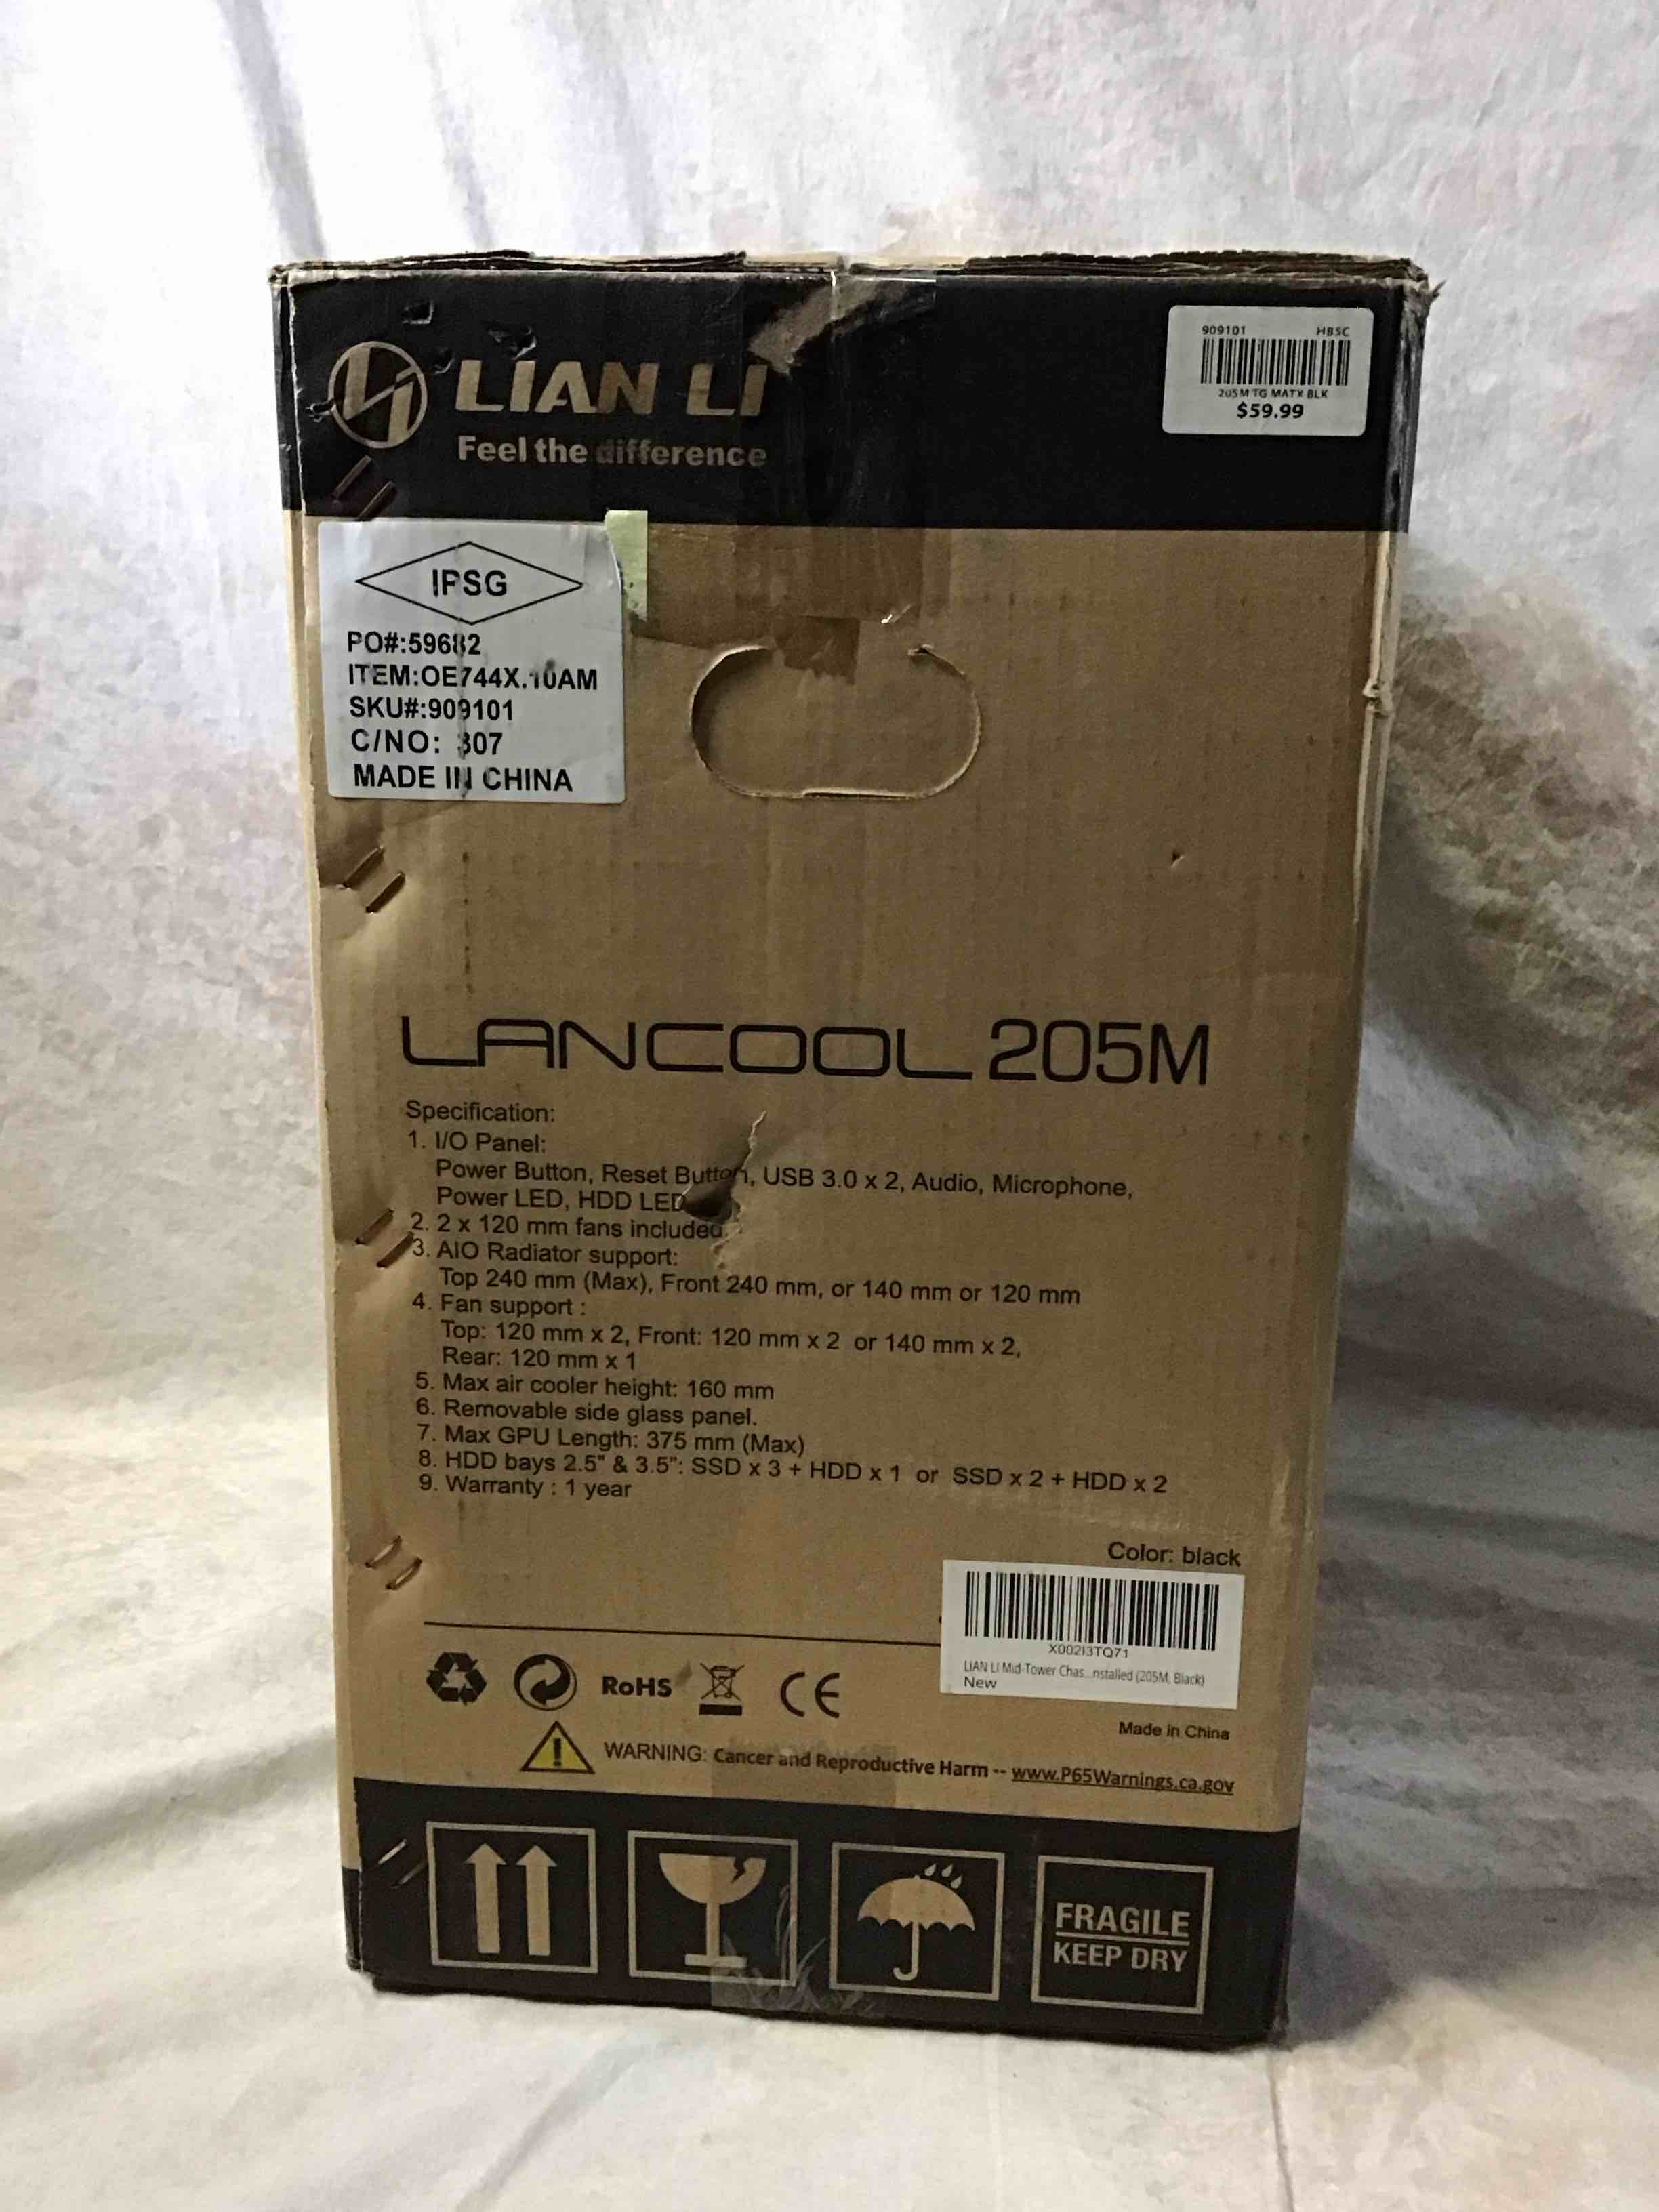 LIAN LI
Feel the difference
909101 HBSC
205M TG MATX BLK
$59.99
IPSG
PO#:59682
ITEM:OE744X.10AM
SKU#:909101
C/NO: 307
MADE IN CHINA
LANCOOL 205M
Specification:
1. I/O Panel:
Power Button, Reset Button, USB 3.0 x 2, Audio, Microphone,
Power LED, HDD LED
2. 2 x 120 mm fans included.
3. AIO Radiator support:
Top 240 mm (Max), Front 240 mm, or 140 mm or 120 mm
4. Fan support :
Top: 120 mm x 2, Front: 120 mm x 2 or 140 mm x 2,
Rear: 120 mm x 1
5. Max air cooler height: 160 mm
6. Removable side glass panel.
7. Max GPU Length: 375 mm (Max)
8. HDD bays 2.5" & 3.5": SSD x 3 + HDD x 1 or SSD x 2 + HDD x 2
9. Warranty : 1 year
Color: black
X002I3TQ71
LIAN LI Mid-Tower Chas...nstalled (205M, Black)
New
RoHS
CE
Made in China
WARNING: Cancer and Reproductive Harm -- www.P65Warnings.ca.gov
FRAGILE
KEEP DRY